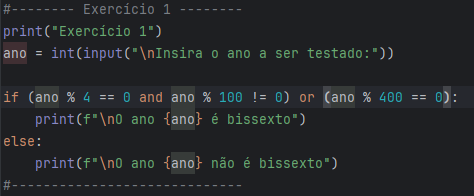 #-------- Exercício 1 --------
print("Exercício 1")
ano = int(input("\nInsira o ano a ser testado:"))
if (ano % 4 == 0 and ano % 100 != 0) or (ano % 400 == 0):
print(f"\nO ano {ano} é bissexto")
else:
print(f"\nO ano {ano} não é bissexto")
#-----------------------------